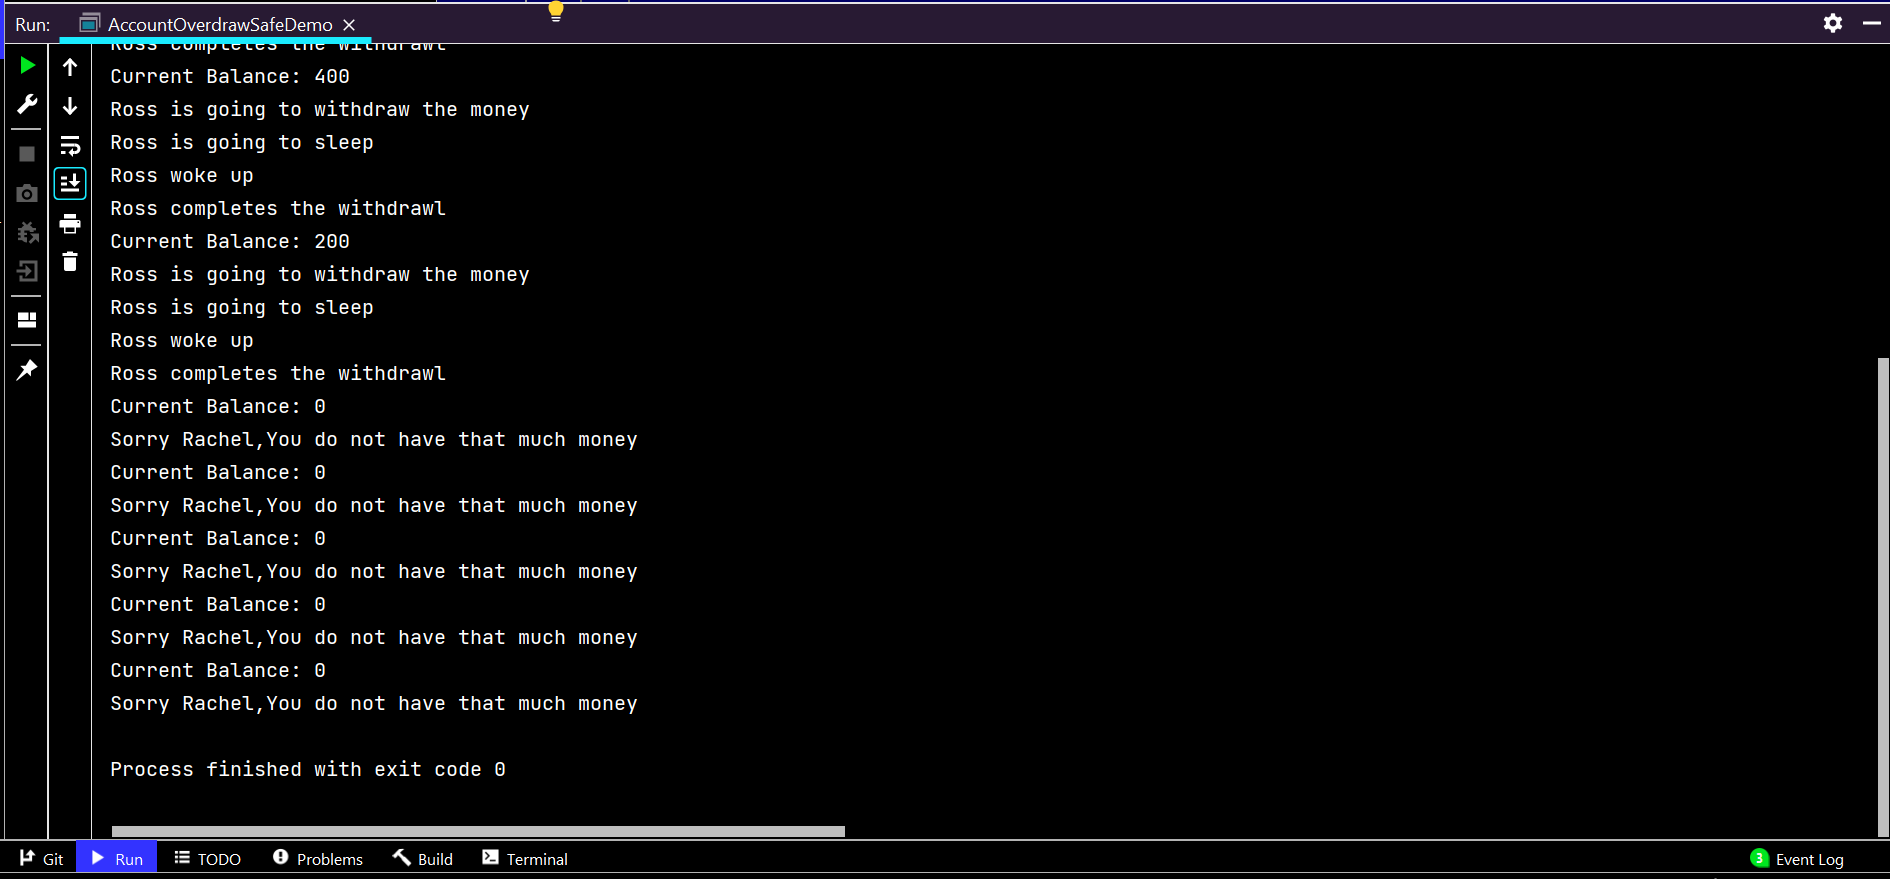 Run: AccountOverdrawSafeDemo
Ross completes the withdrawl
Current Balance: 400
Ross is going to withdraw the money
Ross is going to sleep
Ross woke up
Ross completes the withdrawl
Current Balance: 200
Ross is going to withdraw the money
Ross is going to sleep
Ross woke up
Ross completes the withdrawl
Current Balance: 0
Sorry Rachel,You do not have that much money
Current Balance: 0
Sorry Rachel,You do not have that much money
Current Balance: 0
Sorry Rachel,You do not have that much money
Current Balance: 0
Sorry Rachel,You do not have that much money
Current Balance: 0
Sorry Rachel,You do not have that much money
Process finished with exit code 0
Git Run TODO Problems Build Terminal 3 Event Log